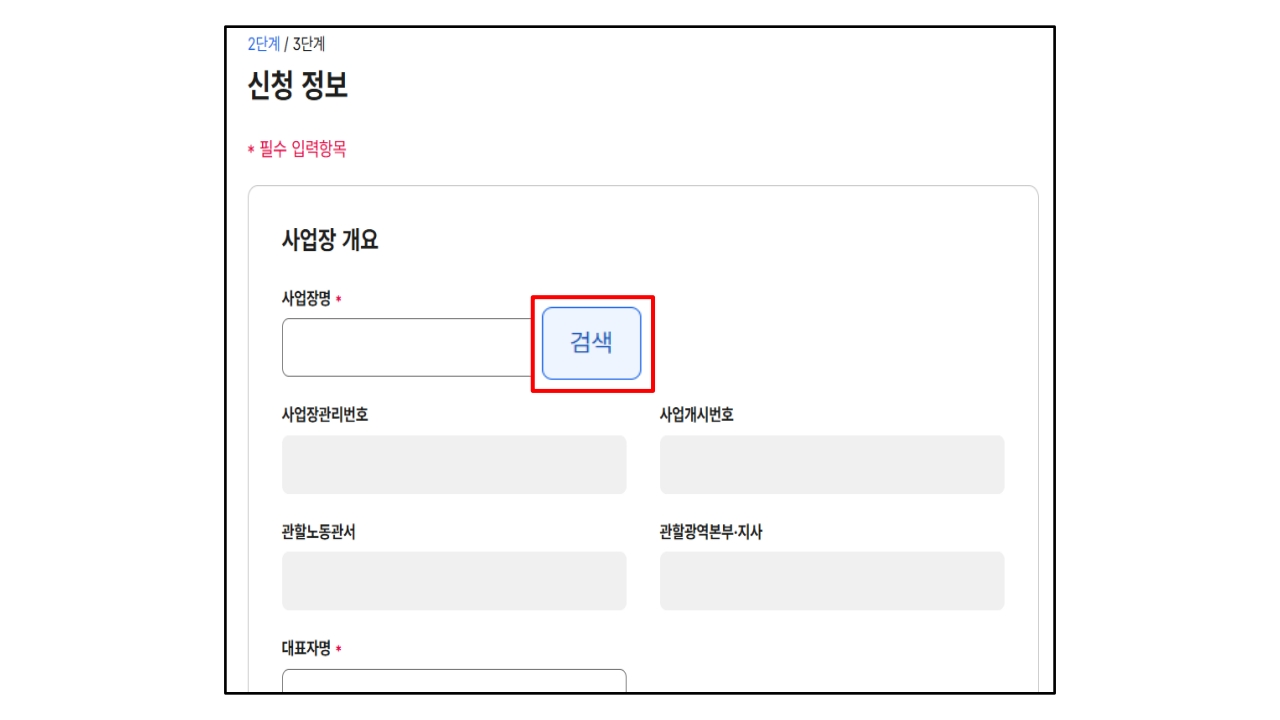 2단계 / 3단계
신청 정보
* 필수 입력항목
사업장 개요
사업장명 *
검색
사업장관리번호 사업개시번호
관할노동관서 관할광역본부·지사
대표자명 *